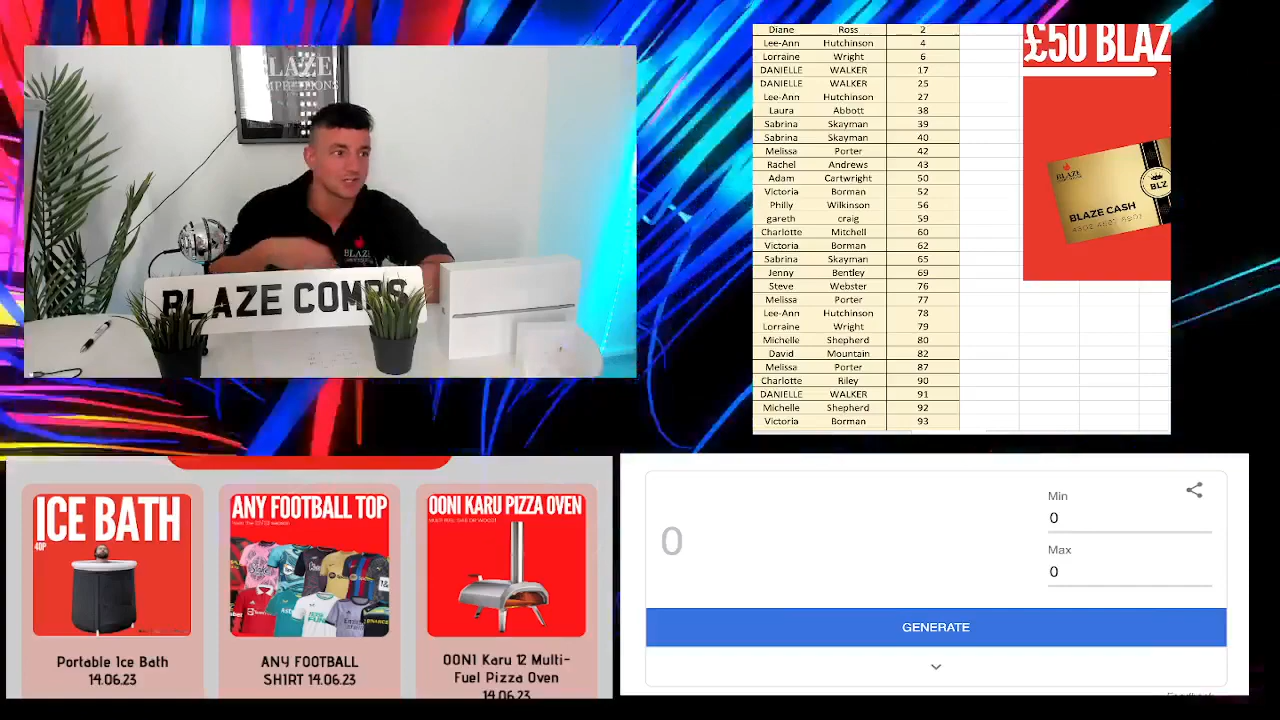 BLAZE
BLAZE
BLAZE COMPS
Diane Ross 2
Lee-Ann Hutchinson 4
Lorraine Wright 6
DANIELLE WALKER 17
DANIELLE WALKER 25
Lee-Ann Hutchinson 27
Laura Abbott 38
Sabrina Skayman 39
Sabrina Skayman 40
Melissa Porter 42
Rachel Andrews 43
Adam Cartwright 50
Victoria Borman 52
Philly Wilkinson 56
gareth craig 59
Charlotte Mitchell 60
Victoria Borman 62
Sabrina Skayman 65
Jenny Bentley 69
Steve Webster 76
Melissa Porter 77
Lee-Ann Hutchinson 78
Lorraine Wright 79
Michelle Shepherd 80
David Mountain 82
Melissa Porter 87
Charlotte Riley 90
DANIELLE WALKER 91
Michelle Shepherd 92
Victoria Borman 93
£50 BLAZ
BLAZE
BLZ
BLAZE CASH
ICE BATH
40P
Portable Ice Bath
14.06.23
ANY FOOTBALL TOP
ANY FOOTBALL
SHIRT 14.06.23
OONI KARU PIZZA OVEN
OONI Karu 12 Multi-
Fuel Pizza Oven
14.06.23
0
Min
0
Max
0
GENERATE
Feedback